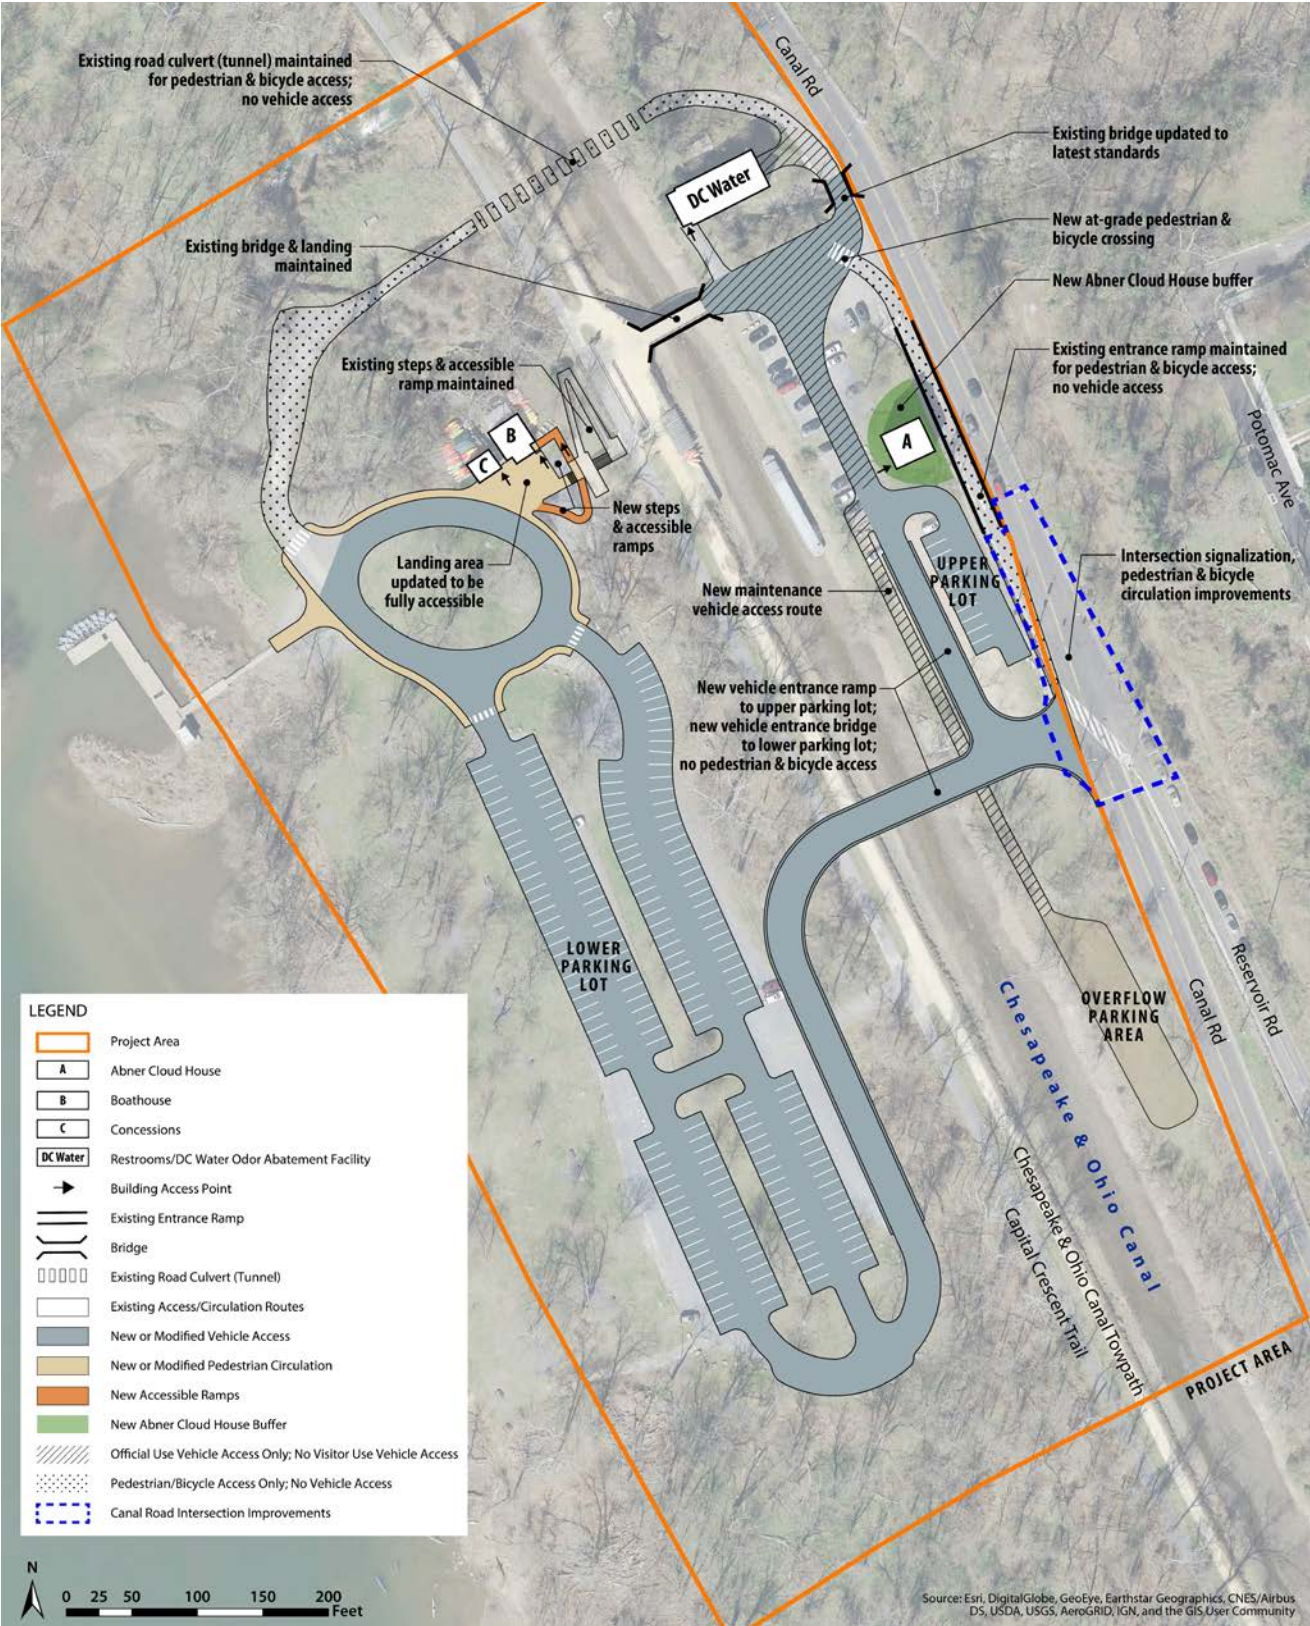 Canal Rd
Existing road culvert (tunnel) maintained
for pedestrian & bicycle access;
no vehicle access
Existing bridge updated to
latest standards
DC Water
New at-grade pedestrian &
bicycle crossing
Existing bridge & landing
maintained
New Abner Cloud House buffer
Existing entrance ramp maintained
for pedestrian & bicycle access;
no vehicle access
Existing steps & accessible
ramp maintained
Potomac Ave
A
B
C
New steps
& accessible
ramps
Landing area
updated to be
fully accessible
UPPER
PARKING
LOT
Intersection signalization,
pedestrian & bicycle
circulation improvements
New maintenance
vehicle access route
New vehicle entrance ramp
to upper parking lot;
new vehicle entrance bridge
to lower parking lot;
no pedestrian & bicycle access
LOWER
PARKING
LOT
OVERFLOW
PARKING
AREA
Reservoir Rd
Canal Rd
Chesapeake & Ohio Canal
Chesapeake & Ohio Canal Towpath
Capital Crescent Trail
PROJECT AREA
LEGEND
Project Area
A Abner Cloud House
B Boathouse
C Concessions
DC Water Restrooms/DC Water Odor Abatement Facility
Building Access Point
Existing Entrance Ramp
Bridge
Existing Road Culvert (Tunnel)
Existing Access/Circulation Routes
New or Modified Vehicle Access
New or Modified Pedestrian Circulation
New Accessible Ramps
New Abner Cloud House Buffer
Official Use Vehicle Access Only; No Visitor Use Vehicle Access
Pedestrian/Bicycle Access Only; No Vehicle Access
Canal Road Intersection Improvements
N
0 25 50 100 150 200
Feet
Source: Esri, DigitalGlobe, GeoEye, Earthstar Geographics, CNES/Airbus
DS, USDA, USGS, AeroGRID, IGN, and the GIS User Community